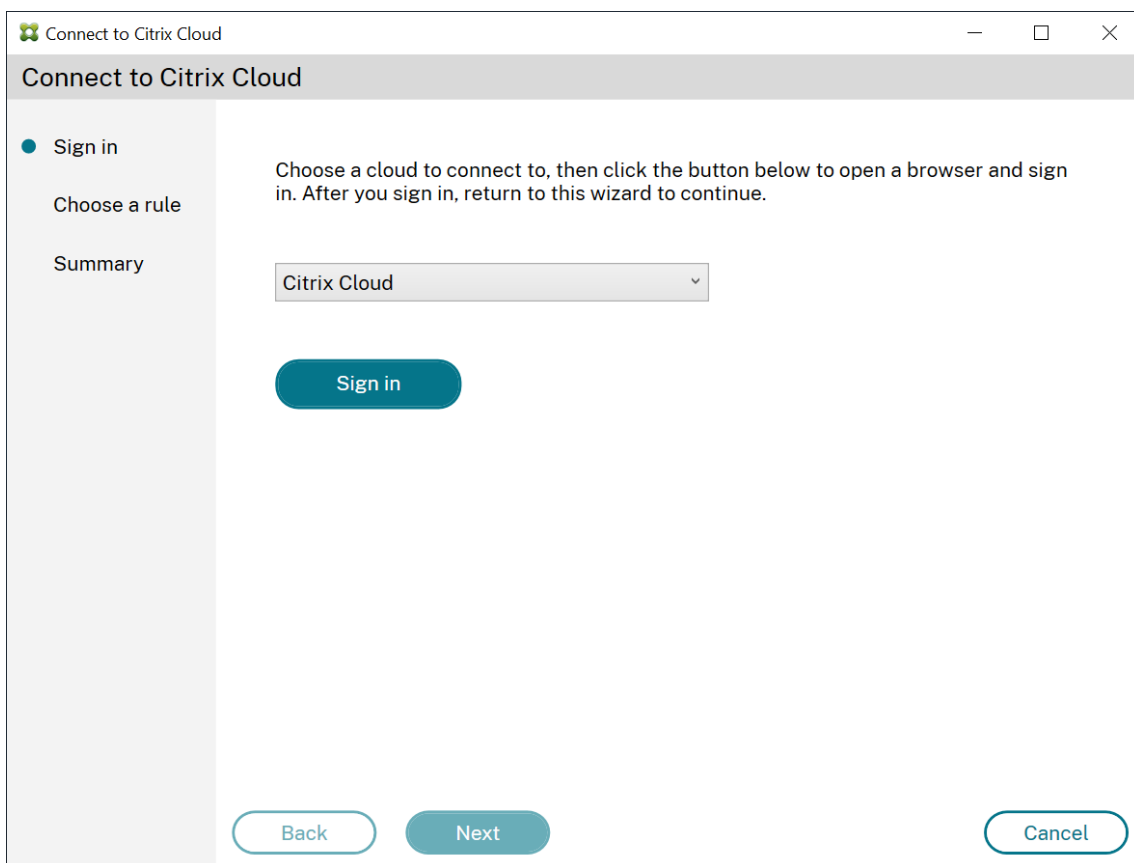 Connect to Citrix Cloud
Connect to Citrix Cloud
Sign in
Choose a rule
Summary
Choose a cloud to connect to, then click the button below to open a browser and sign
in. After you sign in, return to this wizard to continue.
Citrix Cloud
Sign in
Back
Next
Cancel